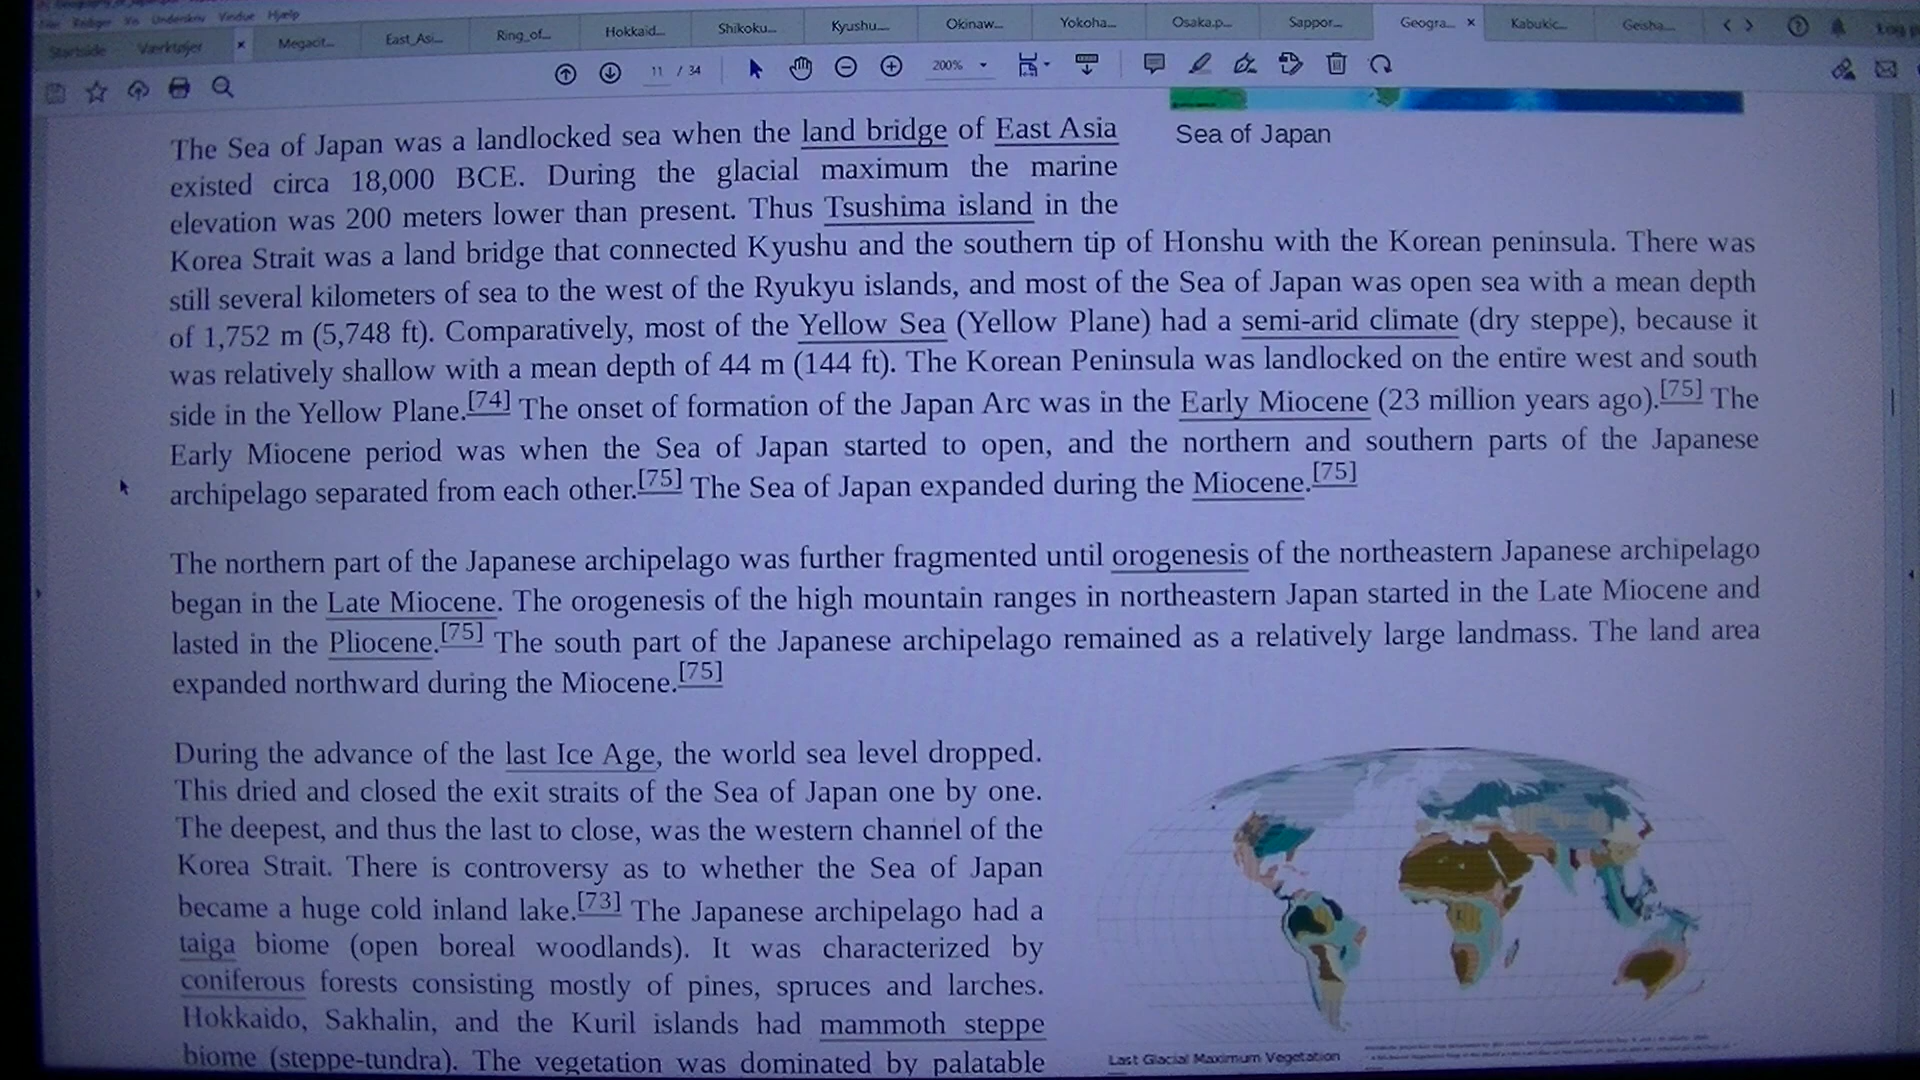 Rediger Vis Underskriv Vindue Hjælp
Startside Værktøjer Megacit... East_Asi... Ring_of... Hokkaid... Shikoku... Kyushu.... Okinaw... Yokoha... Osaka.p... Sappor... Geogra... × Kabukic... Geisha...
11 / 34 200%
Sea of Japan
The Sea of Japan was a landlocked sea when the land bridge of East Asia
existed circa 18,000 BCE. During the glacial maximum the marine
elevation was 200 meters lower than present. Thus Tsushima island in the
Korea Strait was a land bridge that connected Kyushu and the southern tip of Honshu with the Korean peninsula. There was
still several kilometers of sea to the west of the Ryukyu islands, and most of the Sea of Japan was open sea with a mean depth
of 1,752 m (5,748 ft). Comparatively, most of the Yellow Sea (Yellow Plane) had a semi-arid climate (dry steppe), because it
was relatively shallow with a mean depth of 44 m (144 ft). The Korean Peninsula was landlocked on the entire west and south
side in the Yellow Plane.[74] The onset of formation of the Japan Arc was in the Early Miocene (23 million years ago).[75] The
Early Miocene period was when the Sea of Japan started to open, and the northern and southern parts of the Japanese
archipelago separated from each other.[75] The Sea of Japan expanded during the Miocene.[75]
The northern part of the Japanese archipelago was further fragmented until orogenesis of the northeastern Japanese archipelago
began in the Late Miocene. The orogenesis of the high mountain ranges in northeastern Japan started in the Late Miocene and
lasted in the Pliocene.[75] The south part of the Japanese archipelago remained as a relatively large landmass. The land area
expanded northward during the Miocene.[75]
During the advance of the last Ice Age, the world sea level dropped.
This dried and closed the exit straits of the Sea of Japan one by one.
The deepest, and thus the last to close, was the western channel of the
Korea Strait. There is controversy as to whether the Sea of Japan
became a huge cold inland lake.[73] The Japanese archipelago had a
taiga biome (open boreal woodlands). It was characterized by
coniferous forests consisting mostly of pines, spruces and larches.
Hokkaido, Sakhalin, and the Kuril islands had mammoth steppe
biome (steppe-tundra). The vegetation was dominated by palatable
Last Glacial Maximum Vegetation